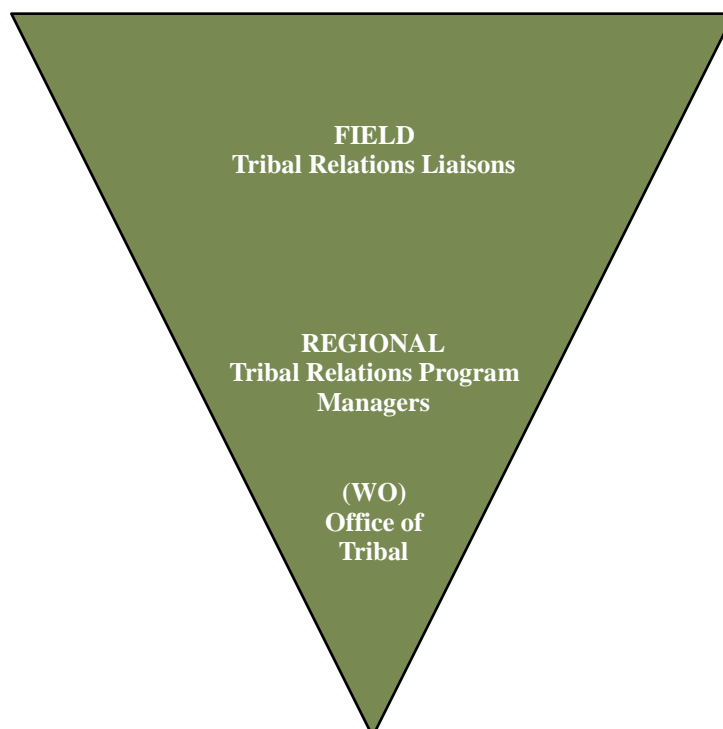 FIELD
Tribal Relations Liaisons
REGIONAL
Tribal Relations Program
Managers
(WO)
Office of
Tribal